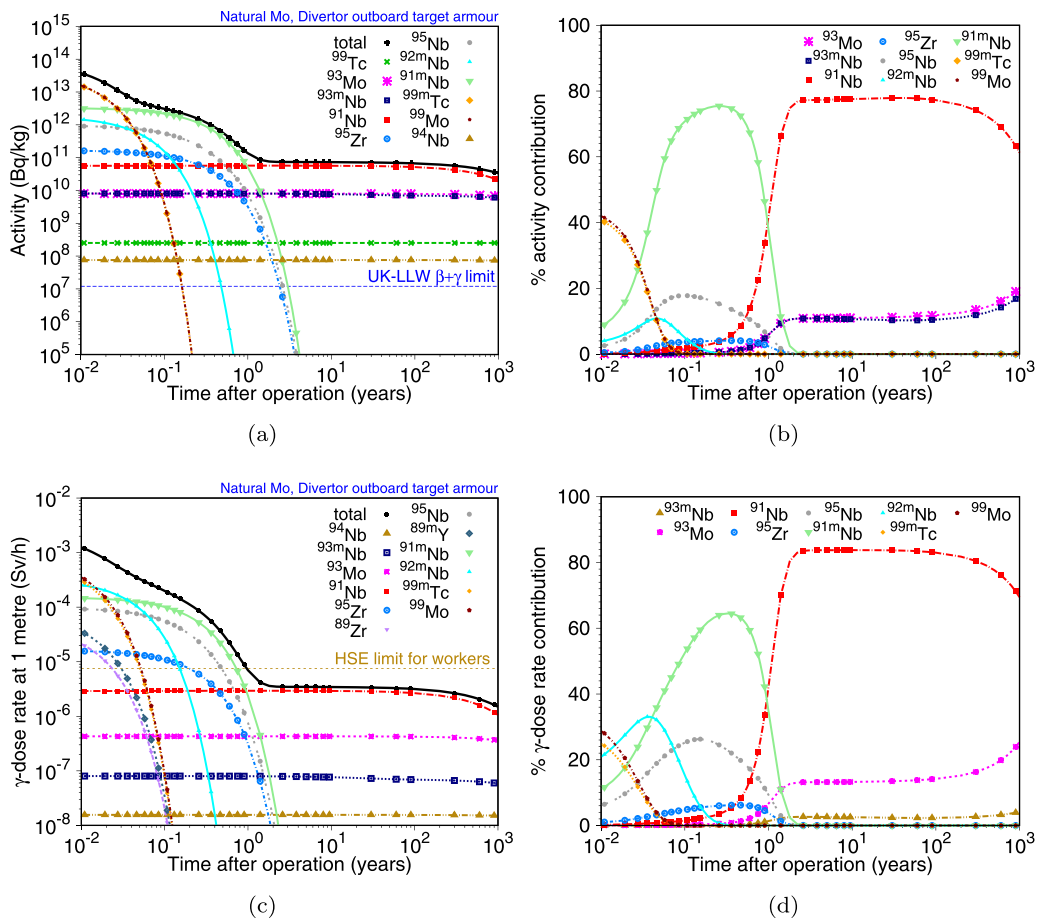 Natural Mo, Divertor outboard target armour
Activity (Bq/kg)
10^15
10^14
10^13
10^12
10^11
10^10
10^9
10^8
10^7
10^6
10^5
total
99Tc
93Mo
93mNb
91Nb
95Zr
95Nb
92mNb
91mNb
99mTc
99Mo
94Nb
UK-LLW β+γ limit
10^-2 10^-1 10^0 10^1 10^2 10^3
Time after operation (years)
(a)
% activity contribution
100
80
60
40
20
0
93Mo 95Zr 91mNb
93mNb 95Nb 99mTc
91Nb 92mNb 99Mo
10^-2 10^-1 10^0 10^1 10^2 10^3
Time after operation (years)
(b)
Natural Mo, Divertor outboard target armour
γ-dose rate at 1 metre (Sv/h)
10^-2
10^-3
10^-4
10^-5
10^-6
10^-7
10^-8
total
94Nb
93mNb
93Mo
91Nb
95Zr
89Zr
95Nb
89mY
91mNb
92mNb
99mTc
99Mo
HSE limit for workers
10^-2 10^-1 10^0 10^1 10^2 10^3
Time after operation (years)
(c)
% γ-dose rate contribution
100
80
60
40
20
0
93mNb 91Nb 95Nb 92mNb 99Mo
93Mo 95Zr 91mNb 99mTc
10^-2 10^-1 10^0 10^1 10^2 10^3
Time after operation (years)
(d)